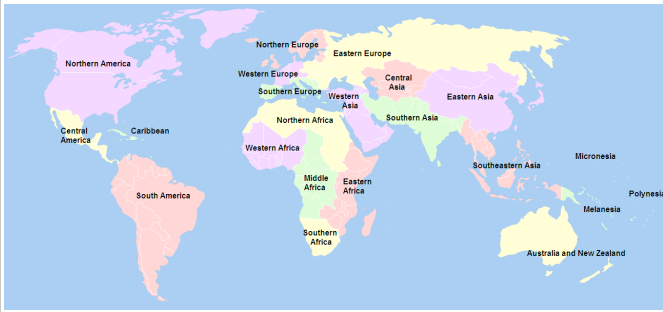 Northern Europe
Eastern Europe
Northern America
Western Europe
Central
Asia
Southern Europe
Western
Asia
Eastern Asia
Northern Africa
Southern Asia
Central
America
Caribbean
Western Africa
Micronesia
Southeastern Asia
Middle
Africa
Eastern
Africa
South America
Polynesia
Melanesia
Southern
Africa
Australia and New Zealand